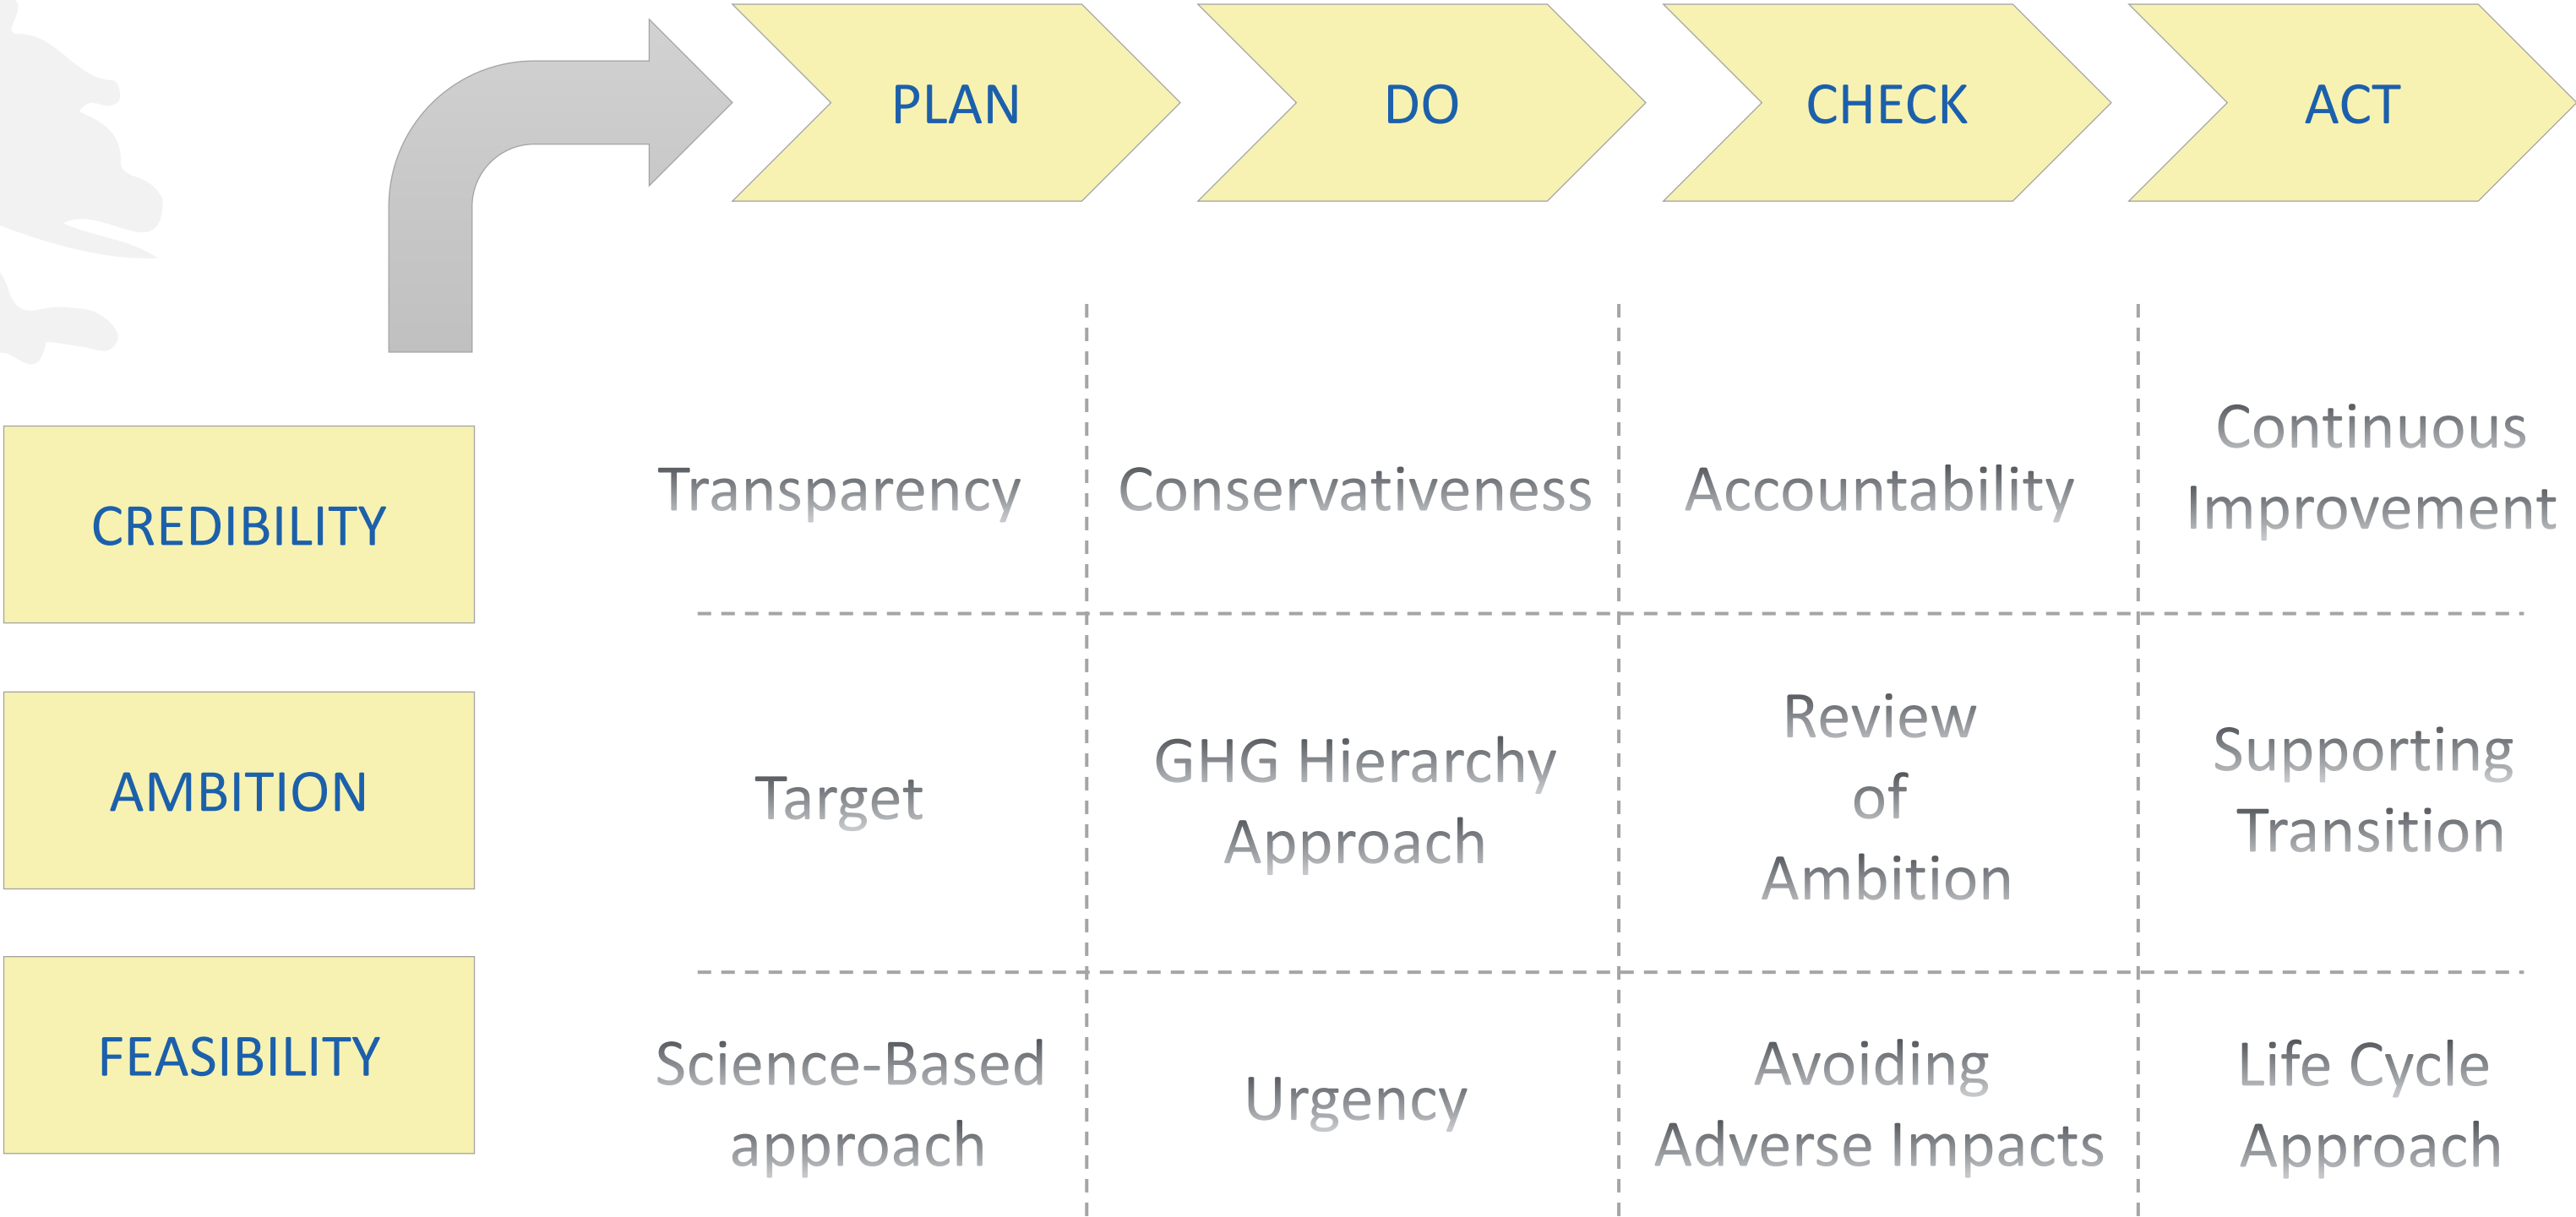 PLAN
DO
CHECK
ACT
CREDIBILITY
Transparency
Conservativeness
Accountability
Continuous
Improvement
AMBITION
Target
GHG Hierarchy
Approach
Review
of
Ambition
Supporting
Transition
FEASIBILITY
Science-Based
approach
Urgency
Avoiding
Adverse Impacts
Life Cycle
Approach